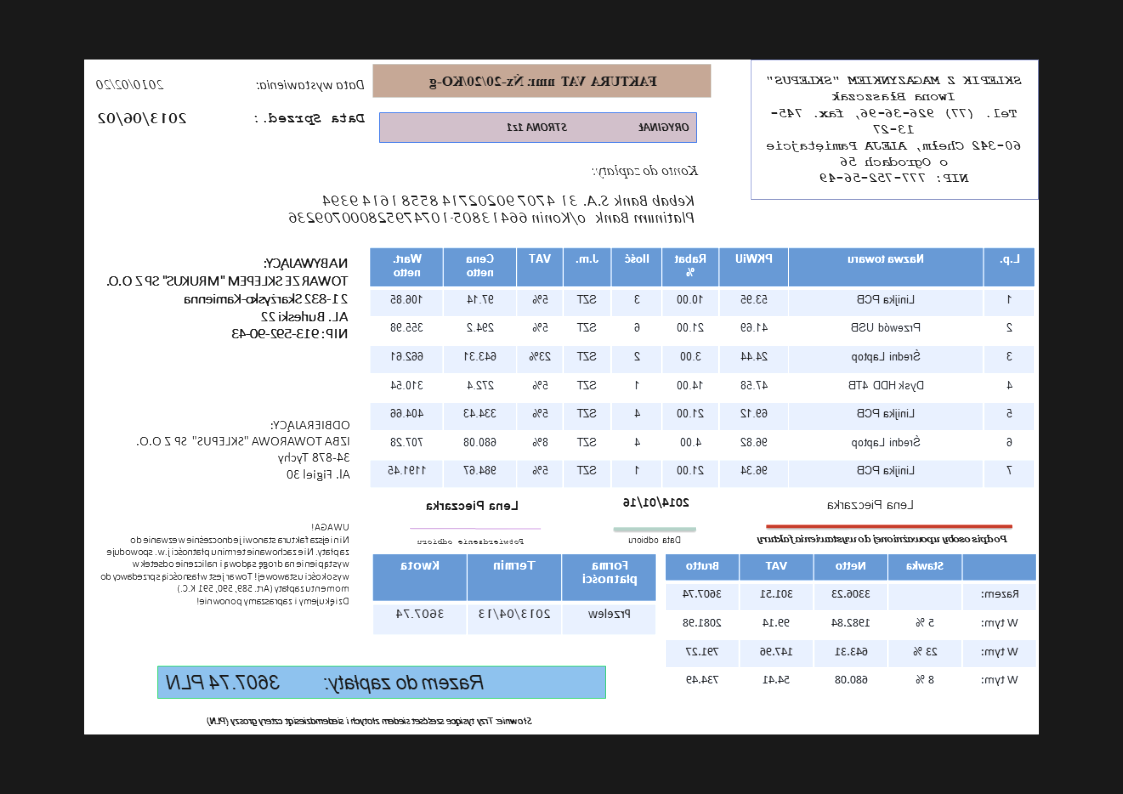 SKLEPIK Z MAGAZYNKIEM "SKLEPUS"
Iwona Błaszczak
Tel. (77) 926-36-96, fax. 745-
13-27
60-342 Chełm, ALEJA Pamiętajcie
o Ogrodach 56
NIP: 777-752-56-49
FAKTURA VAT nmr. Nx-20/20/KO-g
ORYGINAŁ STRONA 1z1
Data wystawienia: 2010/02/20
Data Sprzed.: 2013/06/02
Konto do zapłaty:
Kebab Bank S.A. 31 4707 9020 2714 8558 1614 9394
Platinum Bank o/Konin 66413805-107479528000709236
L.p. Nazwa towaru PKWiU Rabat % Ilość J.m. VAT Cena netto Wart. netto
1 Linijka PCB 53.95 10.00 3 SZT 5% 97.14 106.85
2 Przewód USB 41.69 21.00 6 SZT 5% 294.2 355.98
3 Średni Laptop 24.44 3.00 2 SZT 23% 643.31 662.61
4 Dysk HDD 4TB 47.58 14.00 1 SZT 5% 272.4 310.54
5 Linijka PCB 69.12 21.00 4 SZT 5% 334.43 404.66
6 Średni Laptop 96.82 4.00 4 SZT 8% 680.08 707.28
7 Linijka PCB 96.34 21.00 1 SZT 5% 984.67 1191.45
NABYWAJĄCY:
TOWARZE SKLEPEM "MRUKUS" SP Z O.O.
21-832 Skarżysko-Kamienna
AL. Burleski 22
NIP: 913-592-90-43
ODBIERAJĄCY:
IZBA TOWAROWA "SKLEPUS" SP Z O.O.
34-878 Tychy
Al. Figiel 30
Lena Pieczarka
Podpis osoby upoważnionej do wystawienia faktury
2014/01/16
Data odbioru
Lena Pieczarka
Potwierdzenie odbioru
UWAGA!
Niniejsza faktura stanowi jednocześnie wezwanie do
zapłaty. Nie zachowanie termin płatności j.w. spowoduje
wystąpienie na drogę sądową i naliczenie odsetek w
wysokości ustawowej! Towar jest własnością sprzedawcy do
momentu zapłaty (Art. 589, 590, 591 K.C.)
Dziękujemy i zapraszamy ponownie!
Stawka Netto VAT Brutto
Razem: 3306.23 301.51 3607.74
W tym: 5 % 1982.84 99.14 2081.98
W tym: 23 % 643.31 147.96 791.27
W tym: 8 % 680.08 54.41 734.49
Forma płatności Termin Kwota
Przelew 2013/04/13 3607.74
Razem do zapłaty: 3607.74 PLN
Słownie: Trzy tysiące sześćset siedem złotych i siedemdziesiąt cztery groszy (PLN)